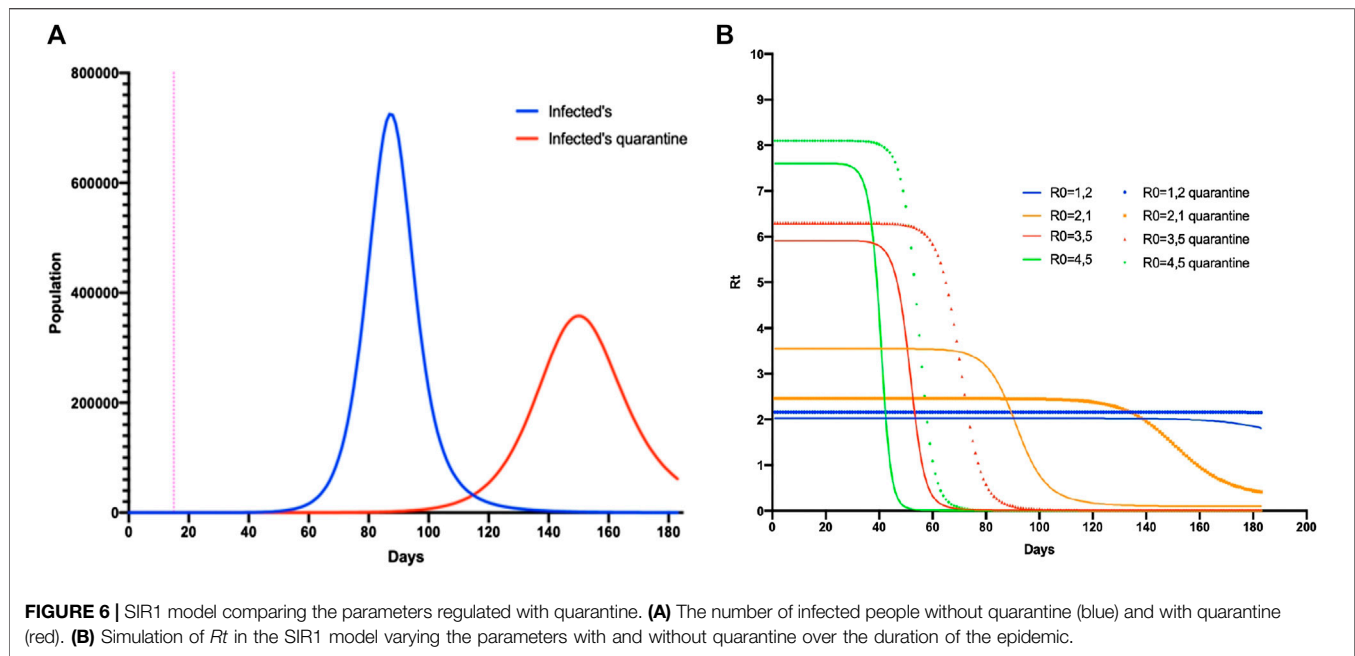 A
800000
600000
400000
200000
0
Population
0 20 40 60 80 100 120 140 160 180
Days
Infected's
Infected's quarantine
B
10
9
8
7
6
5
4
3
2
1
0
Rt
0 20 40 60 80 100 120 140 160 180 200
Days
R0=1,2 R0=1,2 quarantine
R0=2,1 R0=2,1 quarantine
R0=3,5 R0=3,5 quarantine
R0=4,5 R0=4,5 quarantine
FIGURE 6 | SIR1 model comparing the parameters regulated with quarantine. (A) The number of infected people without quarantine (blue) and with quarantine
(red). (B) Simulation of Rt in the SIR1 model varying the parameters with and without quarantine over the duration of the epidemic.